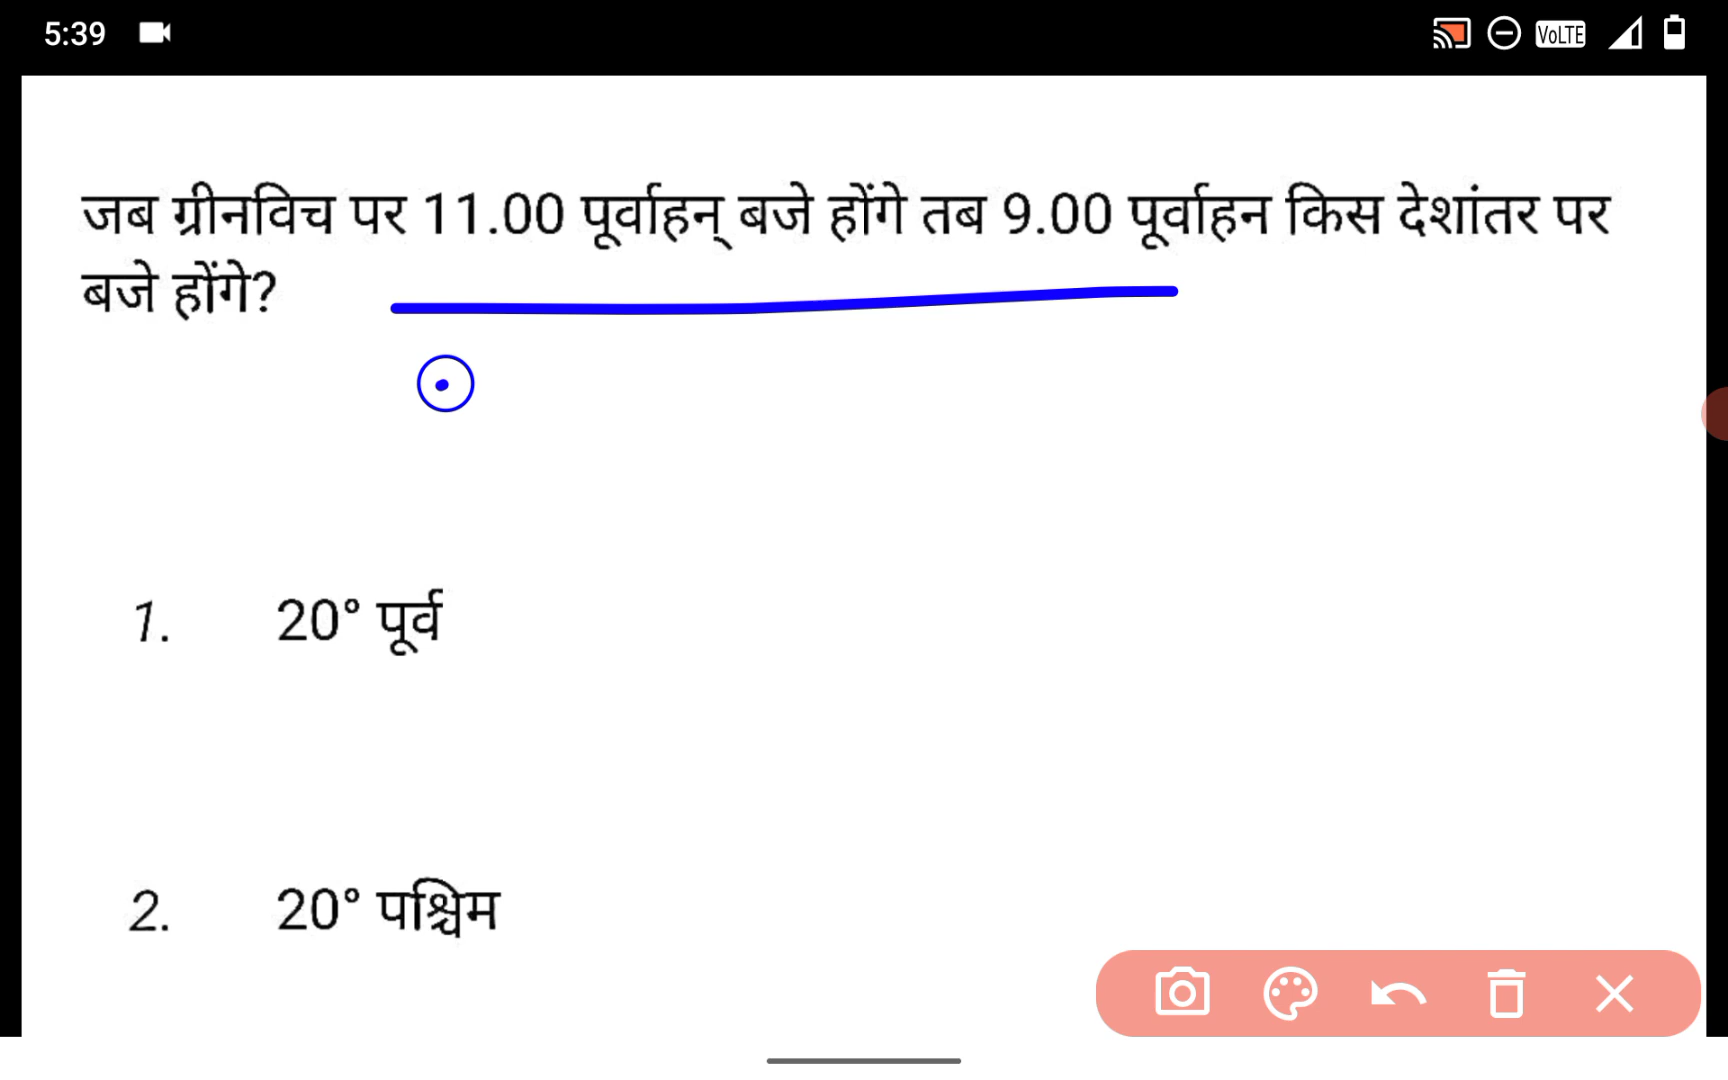 5:39
VoLTE
जब ग्रीनविच पर 11.00 पूर्वाहन् बजे होंगे तब 9.00 पूर्वाहन किस देशांतर पर
बजे होंगे?
1. 20° पूर्व
2. 20° पश्चिम